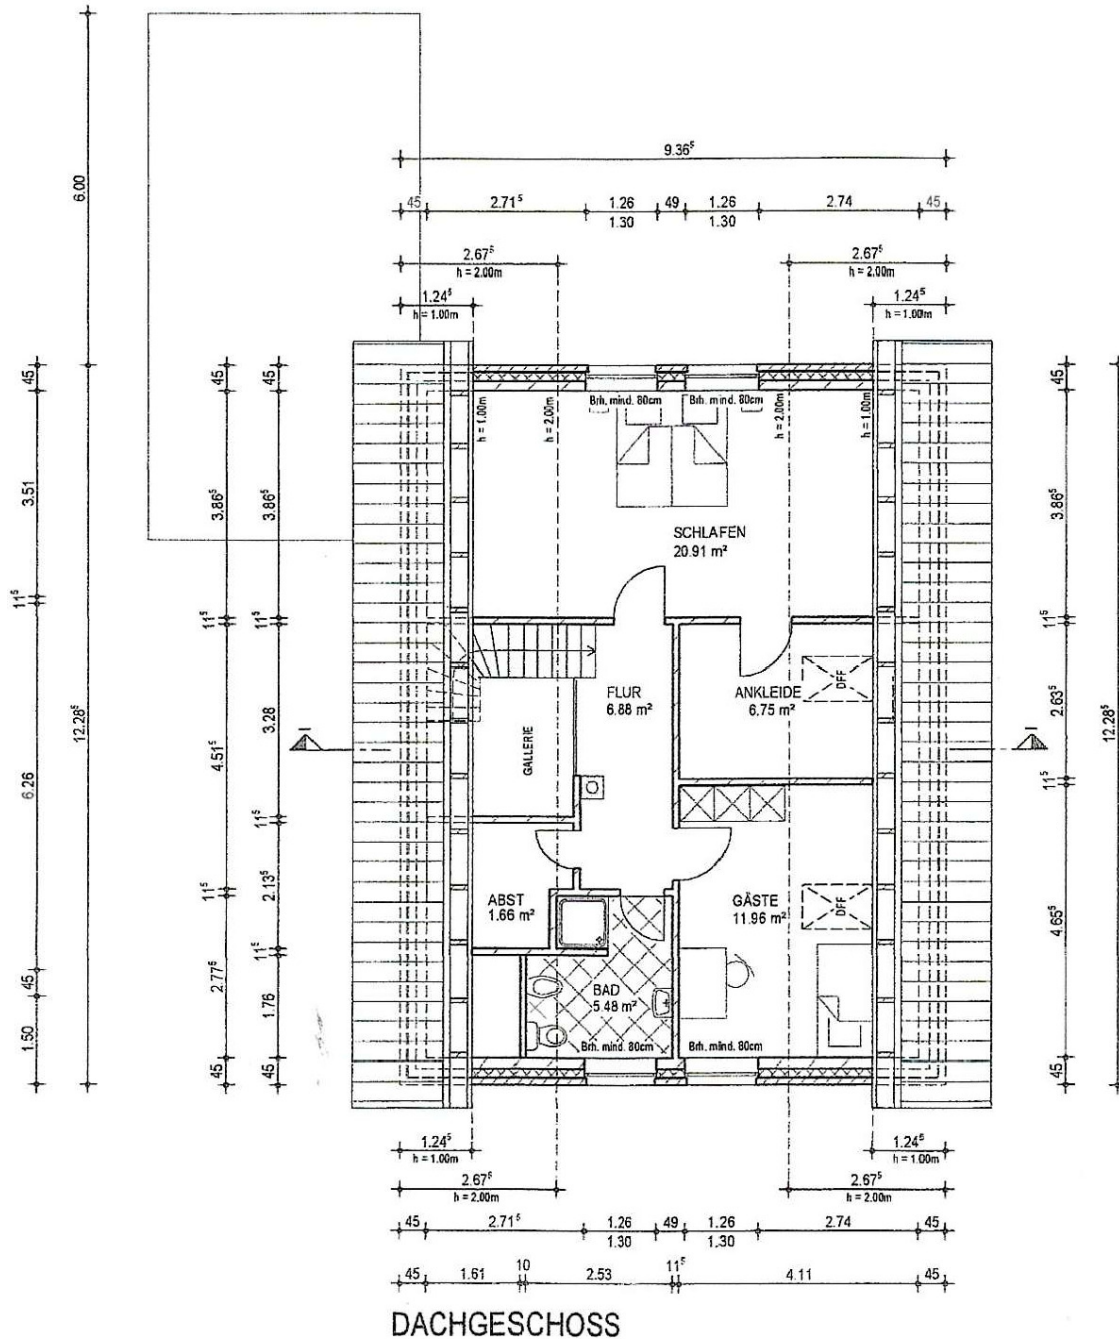 9.36⁵
45 2.71⁵ 1.26 49 1.26 2.74 45
1.30 1.30
2.67⁵ 2.67⁵
h = 2.00m h = 2.00m
1.24⁵ 1.24⁵
h = 1.00m h = 1.00m
6.00
12.28⁵
45
3.51
11⁵
6.26
11⁵
45
1.50
45
3.86⁵
11⁵
4.51⁵
11⁵
2.77⁵
45
45
3.86⁵
11⁵
3.28
11⁵
2.13⁵
11⁵
1.76
45
Brh. mind. 80cm Brh. mind. 80cm
h = 1.00m h = 2.00m h = 2.00m h = 1.00m
SCHLAFEN
20.91 m²
FLUR
6.88 m²
ANKLEIDE
6.75 m²
DFF
GALLERIE
I I
ABST
1.66 m²
GÄSTE
11.96 m²
DFF
BAD
5.48 m²
Brh. mind. 80cm Brh. mind. 80cm
45
3.86⁵
11⁵
2.63⁵
11⁵
4.65⁵
45
12.28⁵
1.24⁵ 1.24⁵
h = 1.00m h = 1.00m
2.67⁵ 2.67⁵
h = 2.00m h = 2.00m
45 2.71⁵ 1.26 49 1.26 2.74 45
1.30 1.30
45 1.61 10 2.53 11⁵ 4.11 45
DACHGESCHOSS